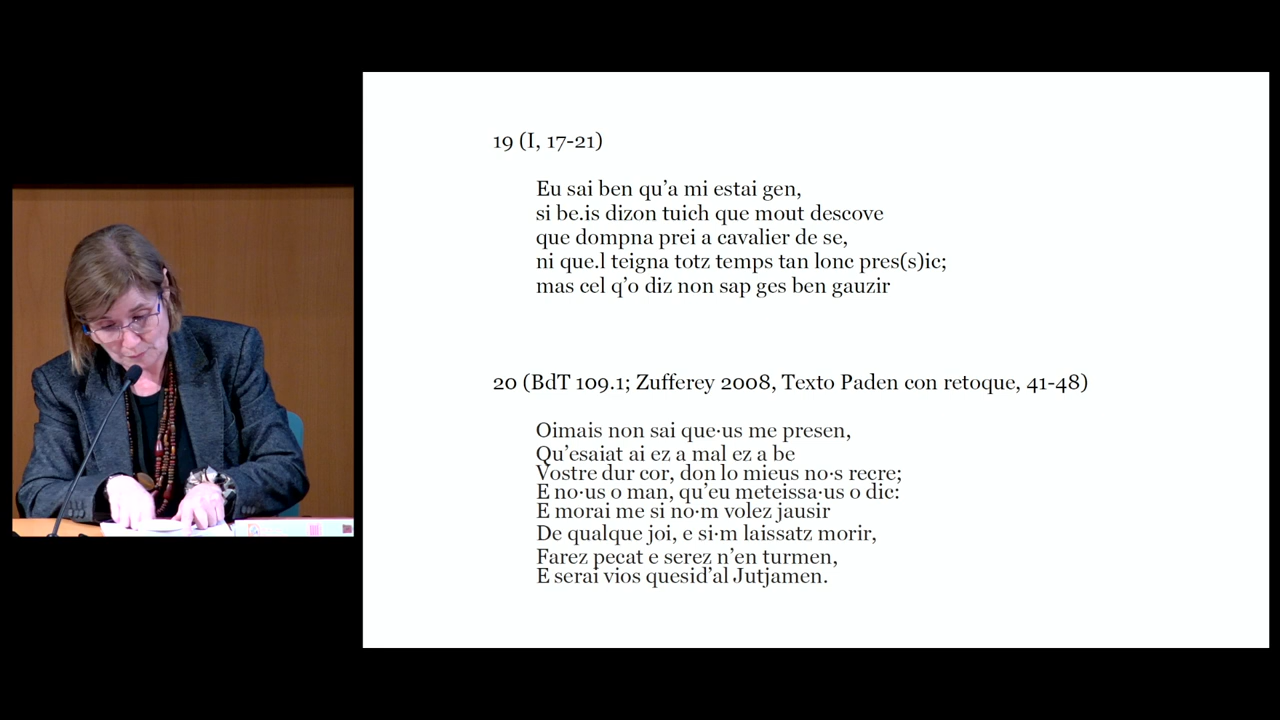 19 (I, 17-21)
Eu sai ben qu’a mi estai gen,
si be.is dizon tuich que mout descove
que dompna prei a cavalier de se,
ni que.l teigna totz temps tan lonc pres(s)ic;
mas cel q’o diz non sap ges ben gauzir
20 (BdT 109.1; Zufferey 2008, Texto Paden con retoque, 41-48)
Oimais non sai que·us me presen,
Qu’esaiat ai ez a mal ez a be
Vostre dur cor, don lo mieus no·s recre;
E no·us o man, qu’eu meteissa·us o dic:
E morai me si no·m volez jausir
De qualque joi, e si·m laissatz morir,
Farez pecat e serez n’en turmen,
E serai vios quesid’al Jutjamen.